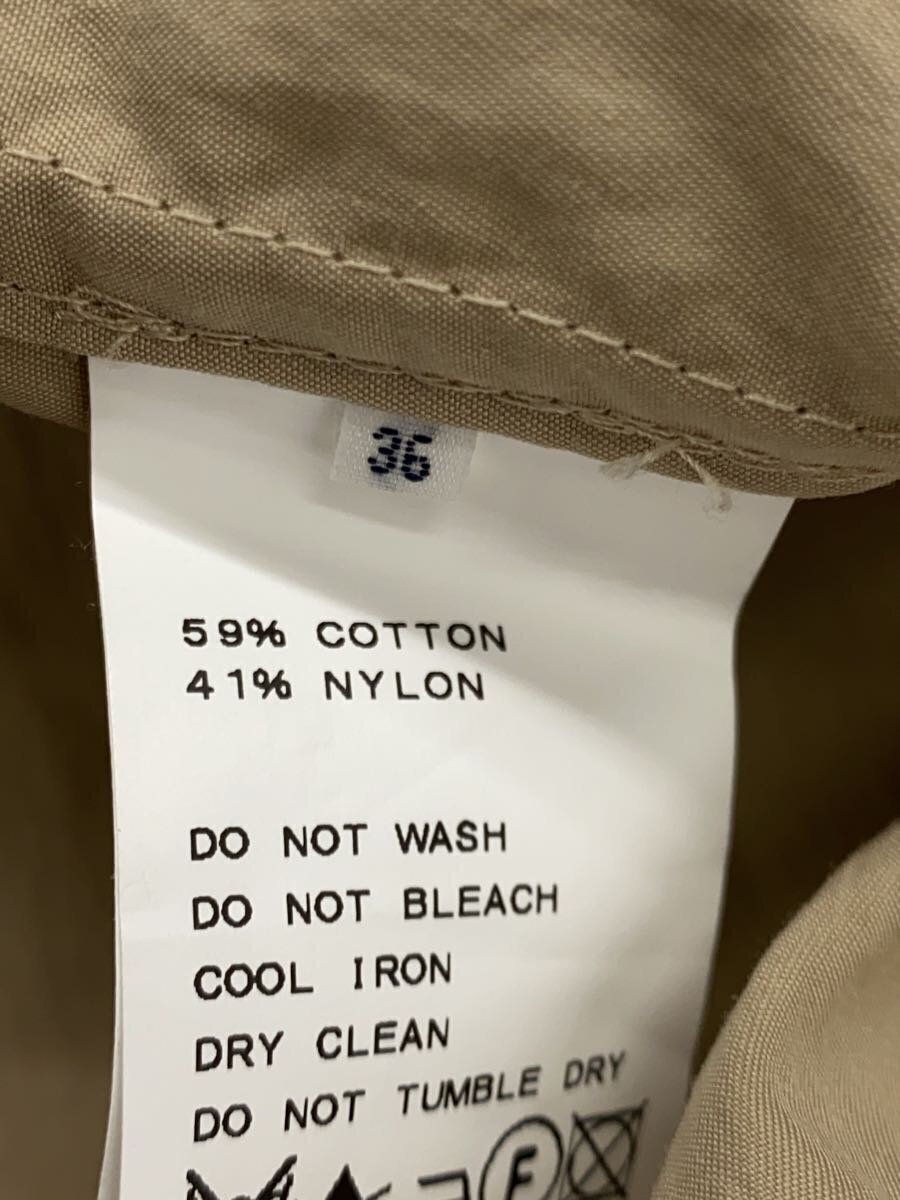 36
59% COTTON
41% NYLON
DO NOT WASH
DO NOT BLEACH
COOL IRON
DRY CLEAN
DO NOT TUMBLE DRY
F